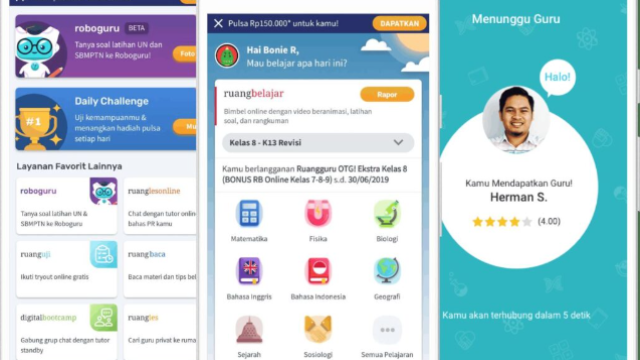 roboguru BETA
Tanya soal latihan UN dan
SBMPTN ke Roboguru!
Foto
Daily Challenge
Uji kemampuanmu &
menangkan hadiah pulsa
setiap hari
#1
Layanan Favorit Lainnya
roboguru
Tanya soal latihan UN &
SBMPTN ke Roboguru
ruanglesonline
Chat dengan tutor online
bahas PR kamu
ruanguji
Ikuti tryout online gratis
ruangbaca
Baca materi dan tips
digitalbootcamp
Gabung grup chat dengan tutor
standby
ruangles
Cari guru privat ke rumah
Pulsa Rp150.000* untuk kamu!
DAPATKAN
Hai Bonie R,
Mau belajar apa hari ini?
ruangbelajar
Rapor
Bimbel online dengan video beranimasi, latihan
soal, dan rangkuman
Kelas 8 - K13 Revisi
Kamu berlangganan Ruangguru OTG! Ekstra Kelas 8
(BONUS RB Online Kelas 7-8-9) s.d. 30/06/2019
Matematika
Fisika
Biologi
Bahasa Inggris
Bahasa Indonesia
Geografi
Sejarah
Sosiologi
Semua Pelajaran
Menunggu Guru
Halo!
Kamu Mendapatkan Guru!
Herman S.
(4.00)
Kamu akan terhubung dalam 5 detik